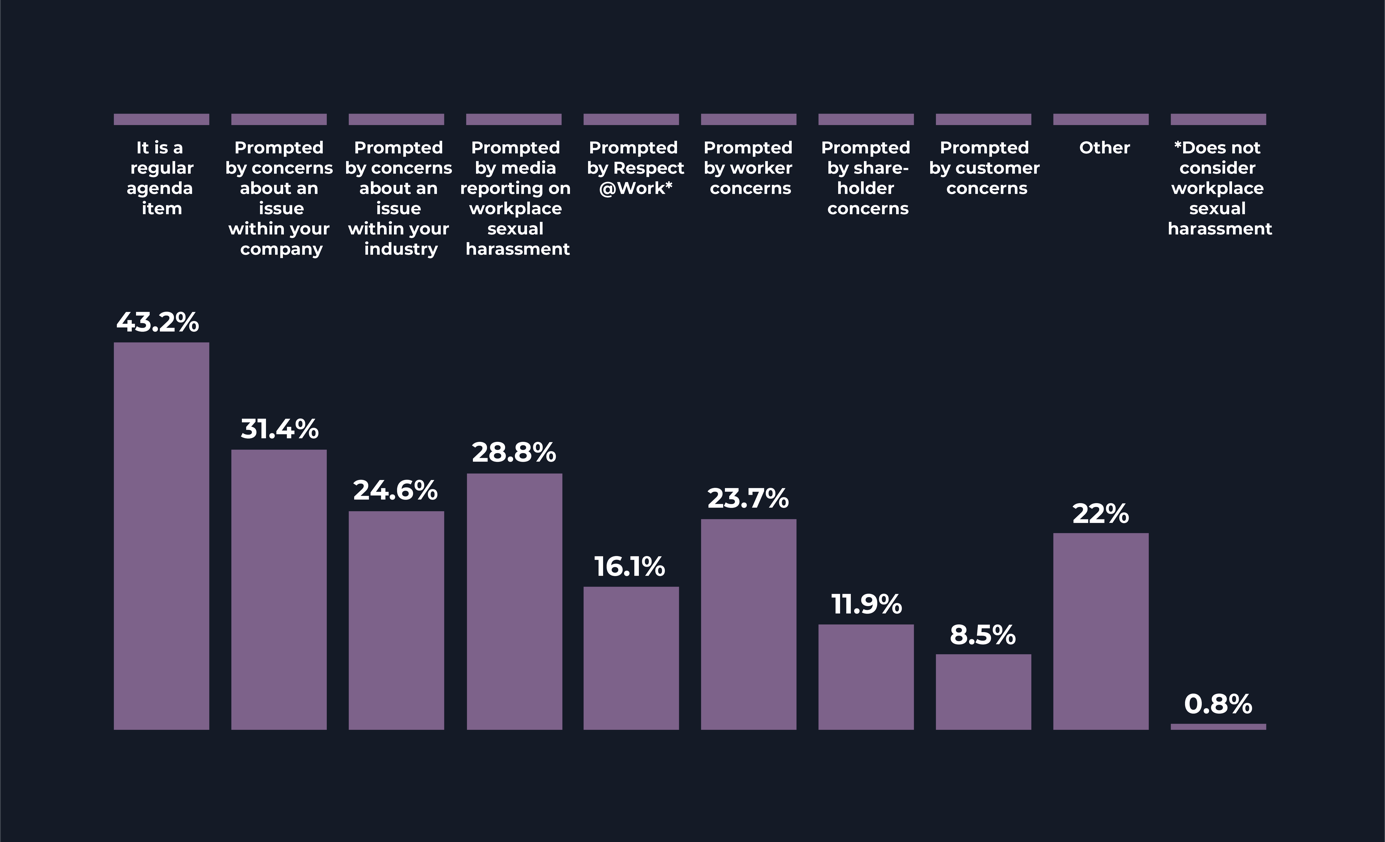 It is a
regular
agenda
item
Prompted
by concerns
about an
issue
within your
company
Prompted
by concerns
about an
issue
within your
industry
Prompted
by media
reporting on
workplace
sexual
harassment
Prompted
by Respect
@Work*
Prompted
by worker
concerns
Prompted
by share-
holder
concerns
Prompted
by customer
concerns
Other
*Does not
consider
workplace
sexual
harassment
43.2%
31.4%
24.6%
28.8%
16.1%
23.7%
11.9%
8.5%
22%
0.8%